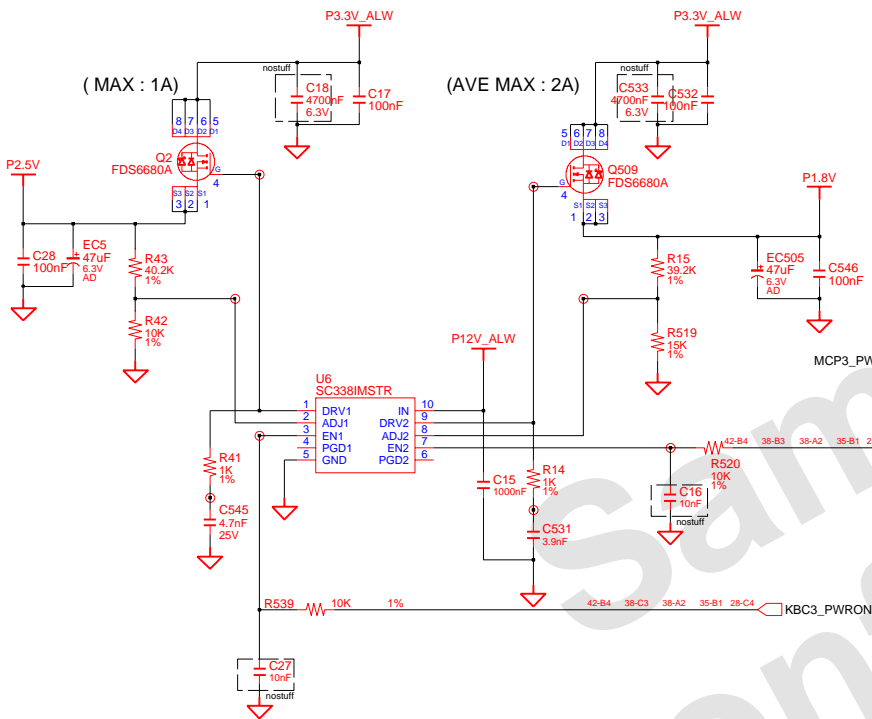 P3.3V_ALW
P3.3V_ALW
( MAX : 1A)
nostuff
C18
4700nF
6.3V
C17
100nF
(AVE MAX : 2A)
nostuff
C533
4700nF
6.3V
C532
100nF
8 7 6 5
D4 D3 D2 D1
Q2
FDS6680A
G
4
S3 S2 S1
3 2 1
5 6 7 8
D1 D2 D3 D4
Q509
FDS6680A
G
4
S1 S2 S3
1 2 3
P2.5V
P1.8V
C28
100nF
EC5
47uF
6.3V
AD
R43
40.2K
1%
R42
10K
1%
R15
39.2K
1%
R519
15K
1%
EC505
47uF
6.3V
AD
C546
100nF
P12V_ALW
MCP3_PW
U6
SC338IMSTR
1 DRV1 IN 10
2 ADJ1 DRV2 9
3 EN1 ADJ2 8
4 PGD1 EN2 7
5 GND PGD2 6
42-B4 38-B3 38-A2 35-B1 2
R520
10K
1%
R41
1K
1%
C545
4.7nF
25V
C15
1000nF
R14
1K
1%
C531
3.9nF
C16
10nF
nostuff
R539 10K 1%
42-B4 38-C3 38-A2 35-B1 28-C4
KBC3_PWRON
C27
10nF
nostuff
Sam
onf